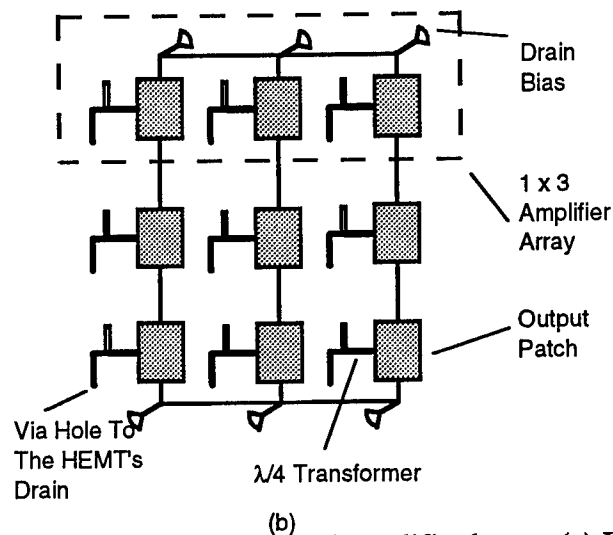 Drain
Bias
1 x 3
Amplifier
Array
Output
Patch
Via Hole To
The HEMT's
Drain
λ/4 Transformer
(b)